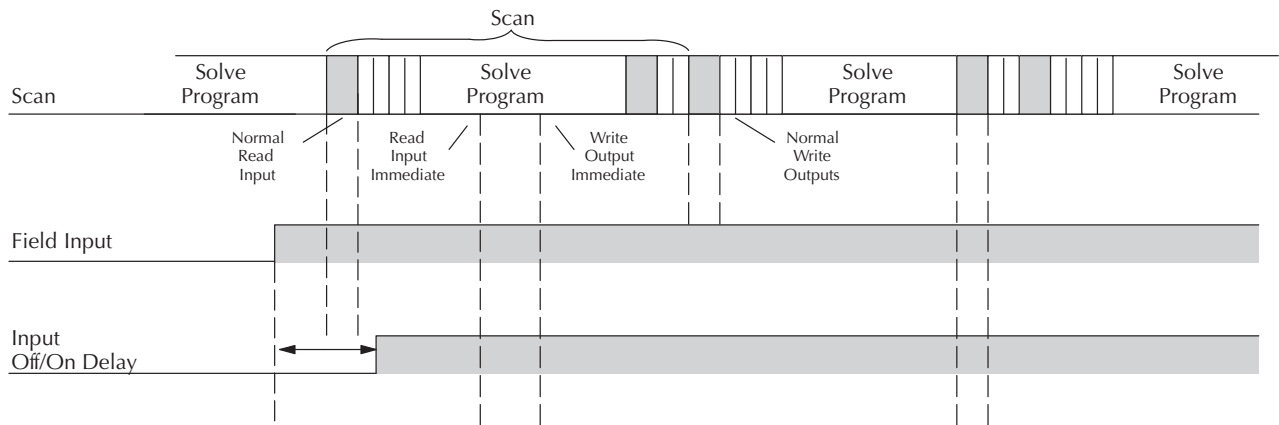 Scan
Scan
Solve
Program
Solve
Program
Solve
Program
Solve
Program
Normal
Read
Input
Read
Input
Immediate
Write
Output
Immediate
Normal
Write
Outputs
Field Input
Input
Off/On Delay